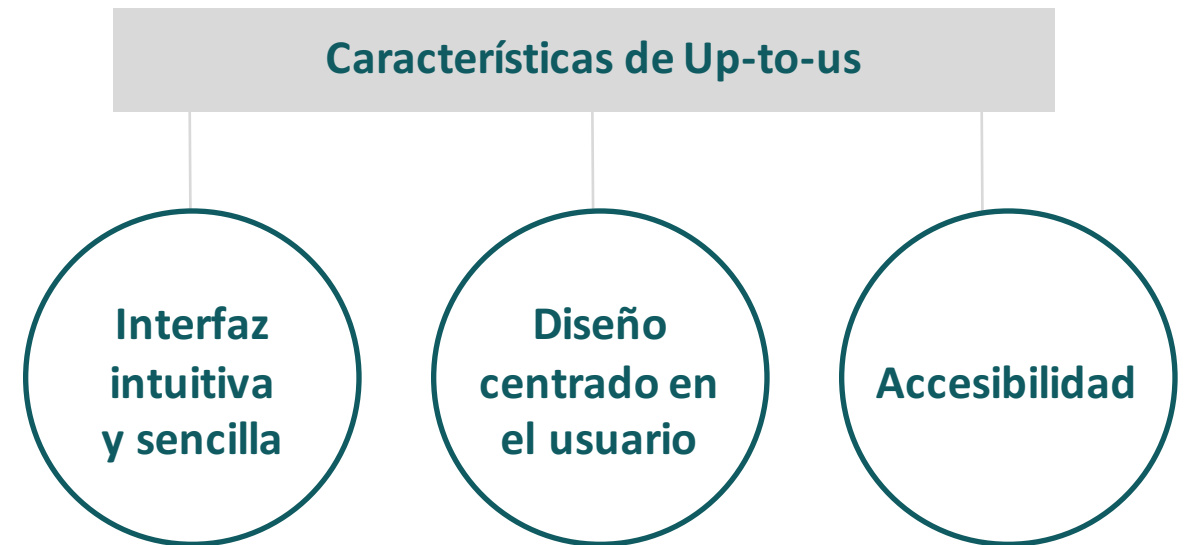 Características de Up-to-us
Interfaz
intuitiva
y sencilla
Diseño
centrado en
el usuario
Accesibilidad